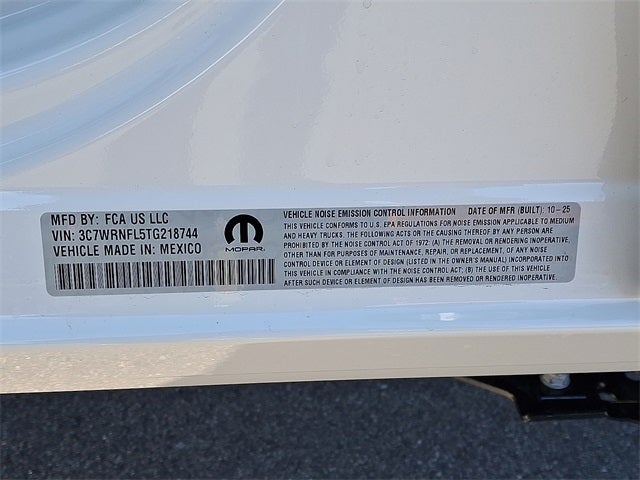 MFD BY: FCA US LLC
VIN: 3C7WRNFL5TG218744
VEHICLE MADE IN: MEXICO
MOPAR
VEHICLE NOISE EMISSION CONTROL INFORMATION DATE OF MFR (BUILT): 10-25
THIS VEHICLE CONFORMS TO U.S. EPA REGULATIONS FOR NOISE EMISSION APPLICABLE TO MEDIUM
AND HEAVY TRUCKS. THE FOLLOWING ACTS OR THE CAUSING THEREOF BY ANY PERSON ARE
PROHIBITED BY THE NOISE CONTROL ACT OF 1972: (A) THE REMOVAL OR RENDERING INOPERATIVE,
OTHER THAN FOR PURPOSES OF MAINTENANCE, REPAIR, OR REPLACEMENT, OF ANY NOISE
CONTROL DEVICE OR ELEMENT OF DESIGN (LISTED IN THE OWNER'S MANUAL) INCORPORATED INTO
THIS VEHICLE IN COMPLIANCE WITH THE NOISE CONTROL ACT; (B) THE USE OF THIS VEHICLE
AFTER SUCH DEVICE OR ELEMENT OF DESIGN HAS BEEN REMOVED OR RENDERED INOPERATIVE.